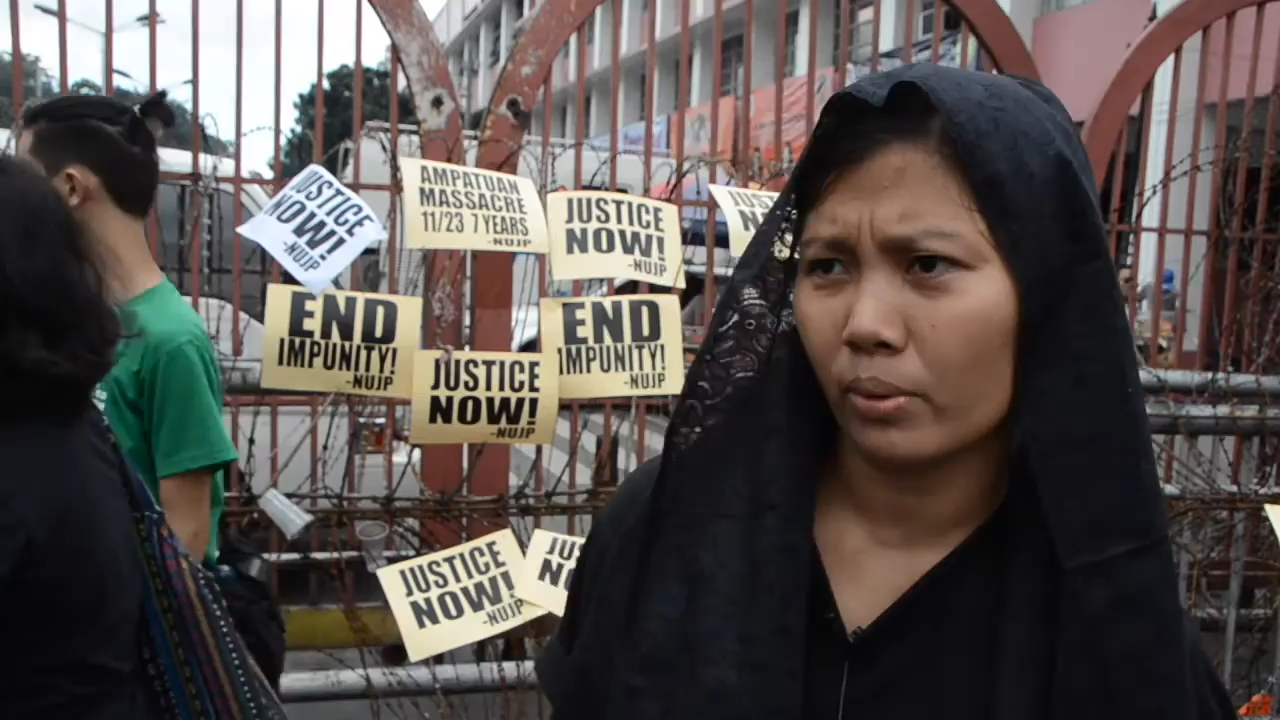 JUSTICE
NOW!
-NUJP
AMPATUAN
MASSACRE
11/23 7 YEARS
-NUJP
JUSTICE
NOW!
-NUJP
END
IMPUNITY!
-NUJP
JUSTICE
NOW!
-NUJP
END
IMPUNITY!
-NUJP
JUSTICE
NOW!
-NUJP